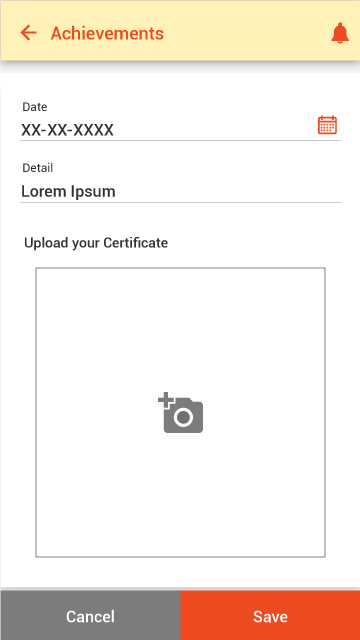 Achievements
Date
XX-XX-XXXX
Detail
Lorem Ipsum
Upload your Certificate
Cancel
Save